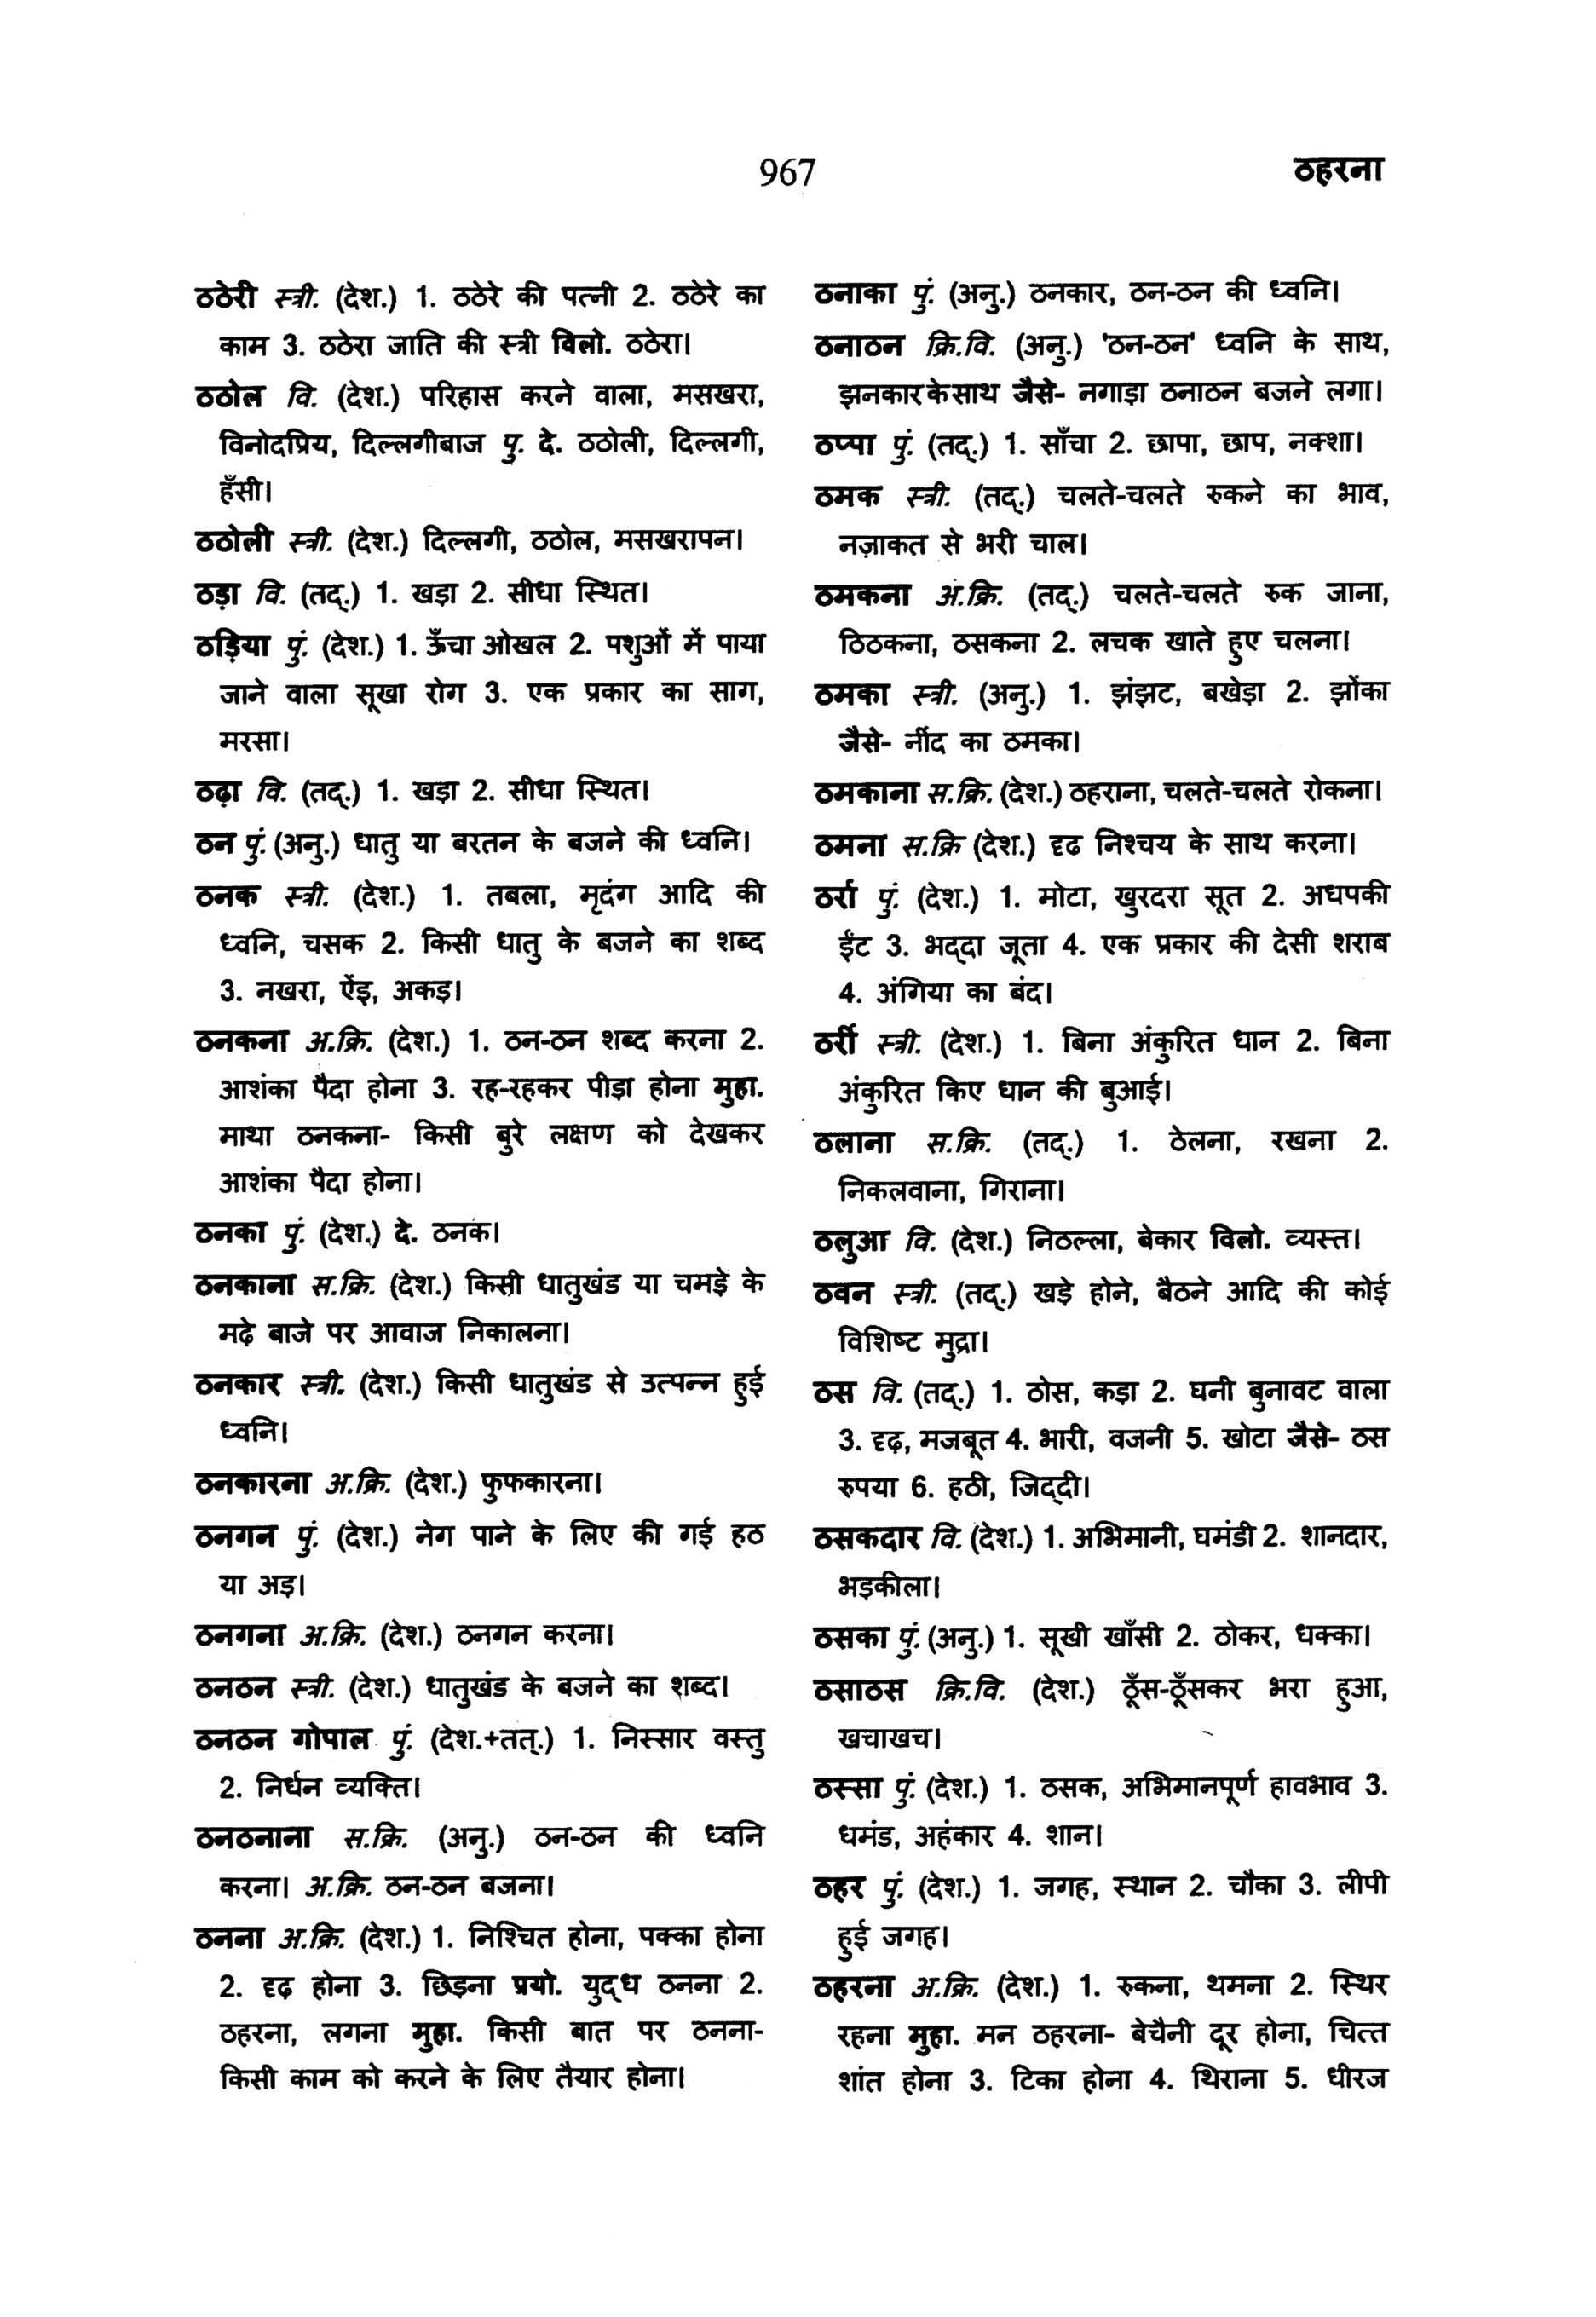 967
ठहरना
ठठेरी स्त्री. (देश.) 1. ठठेरे की पत्नी 2. ठठेरे का
काम 3. ठठेरा जाति की स्त्री विलो. ठठेरा।
ठठोल वि. (देश.) परिहास करने वाला, मसखरा,
विनोदप्रिय, दिल्लगीबाज पु. दे. ठठोली, दिल्लगी,
हँसी।
ठठोली स्त्री. (देश.) दिल्लगी, ठठोल, मसखरापन।
ठड़ा वि. (तद्.) 1. खड़ा 2. सीधा स्थित।
ठड़िया पुं. (देश.) 1. ऊँचा ओखल 2. पशुओं में पाया
जाने वाला सूखा रोग 3. एक प्रकार का साग,
मरसा।
ठढ़ा वि. (तद्.) 1. खड़ा 2. सीधा स्थित।
ठन पुं. (अनु.) धातु या बरतन के बजने की ध्वनि।
ठनक स्त्री. (देश.) 1. तबला, मृदंग आदि की
ध्वनि, चसक 2. किसी धातु के बजने का शब्द
3. नखरा, ऐंड़, अकड़।
ठनकना अ.क्रि. (देश.) 1. ठन-ठन शब्द करना 2.
आशंका पैदा होना 3. रह-रहकर पीड़ा होना मुहा.
माथा ठनकना- किसी बुरे लक्षण को देखकर
आशंका पैदा होना।
ठनका पुं. (देश.) दे. ठनक।
ठनकाना स.क्रि. (देश.) किसी धातुखंड या चमड़े के
मढ़े बाजे पर आवाज निकालना।
ठनकार स्त्री. (देश.) किसी धातुखंड से उत्पन्न हुई
ध्वनि।
ठनकारना अ.क्रि. (देश.) फुफकारना।
ठनगन पुं. (देश.) नेग पाने के लिए की गई हठ
या अड़।
ठनगना अ.क्रि. (देश.) ठनगन करना।
ठनठन स्त्री. (देश.) धातुखंड के बजने का शब्द।
ठनठन गोपाल पुं. (देश.+तत्.) 1. निस्सार वस्तु
2. निर्धन व्यक्ति।
ठनठनाना स.क्रि. (अनु.) ठन-ठन की ध्वनि
करना। अ.क्रि. ठन-ठन बजना।
ठनना अ.क्रि. (देश.) 1. निश्चित होना, पक्का होना
2. दृढ़ होना 3. छिड़ना प्रयो. युद्ध ठनना 2.
ठहरना, लगना मुहा. किसी बात पर ठनना-
किसी काम को करने के लिए तैयार होना।
ठनाका पुं. (अनु.) ठनकार, ठन-ठन की ध्वनि।
ठनाठन क्रि.वि. (अनु.) 'ठन-ठन' ध्वनि के साथ,
झनकार के साथ जैसे- नगाड़ा ठनाठन बजने लगा।
ठप्पा पुं. (तद्.) 1. साँचा 2. छापा, छाप, नक्शा।
ठमक स्त्री. (तद्.) चलते-चलते रुकने का भाव,
नज़ाकत से भरी चाल।
ठमकना अ.क्रि. (तद्.) चलते-चलते रुक जाना,
ठिठकना, ठसकना 2. लचक खाते हुए चलना।
ठमका स्त्री. (अनु.) 1. झंझट, बखेड़ा 2. झोंका
जैसे- नींद का ठमका।
ठमकाना स.क्रि. (देश.) ठहराना, चलते-चलते रोकना।
ठमना स.क्रि (देश.) दृढ निश्चय के साथ करना।
ठर्रा पुं. (देश.) 1. मोटा, खुरदरा सूत 2. अधपकी
ईंट 3. भद्दा जूता 4. एक प्रकार की देसी शराब
4. अंगिया का बंद।
ठर्री स्त्री. (देश.) 1. बिना अंकुरित धान 2. बिना
अंकुरित किए धान की बुआई।
ठलाना स.क्रि. (तद्.) 1. ठेलना, रखना 2.
निकलवाना, गिराना।
ठलुआ वि. (देश.) निठल्ला, बेकार विलो. व्यस्त।
ठवन स्त्री. (तद्.) खड़े होने, बैठने आदि की कोई
विशिष्ट मुद्रा।
ठस वि. (तद्.) 1. ठोस, कड़ा 2. घनी बुनावट वाला
3. दृढ़, मजबूत 4. भारी, वजनी 5. खोटा जैसे- ठस
रुपया 6. हठी, जिद्दी।
ठसकदार वि. (देश.) 1. अभिमानी, घमंडी 2. शानदार,
भड़कीला।
ठसका पुं. (अनु.) 1. सूखी खाँसी 2. ठोकर, धक्का।
ठसाठस क्रि.वि. (देश.) ठूँस-ठूँसकर भरा हुआ,
खचाखच।
ठस्सा पुं. (देश.) 1. ठसक, अभिमानपूर्ण हावभाव 3.
धमंड, अहंकार 4. शान।
ठहर पुं. (देश.) 1. जगह, स्थान 2. चौका 3. लीपी
हुई जगह।
ठहरना अ.क्रि. (देश.) 1. रुकना, थमना 2. स्थिर
रहना मुहा. मन ठहरना- बेचैनी दूर होना, चित्त
शांत होना 3. टिका होना 4. थिराना 5. धीरज